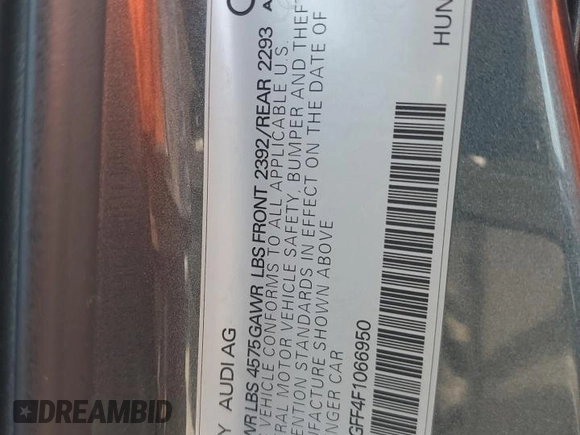 Y AUDI AG
WR LBS 4575 GAWR LBS FRONT 2392/REAR 2293
VEHICLE CONFORMS TO ALL APPLICABLE U.S.
RAL MOTOR VEHICLE SAFETY, BUMPER AND THEFT
ENTION STANDARDS IN EFFECT ON THE DATE OF
UFACTURE SHOWN ABOVE
NGER CAR
GFF4F1066950
HUN
DREAMBID